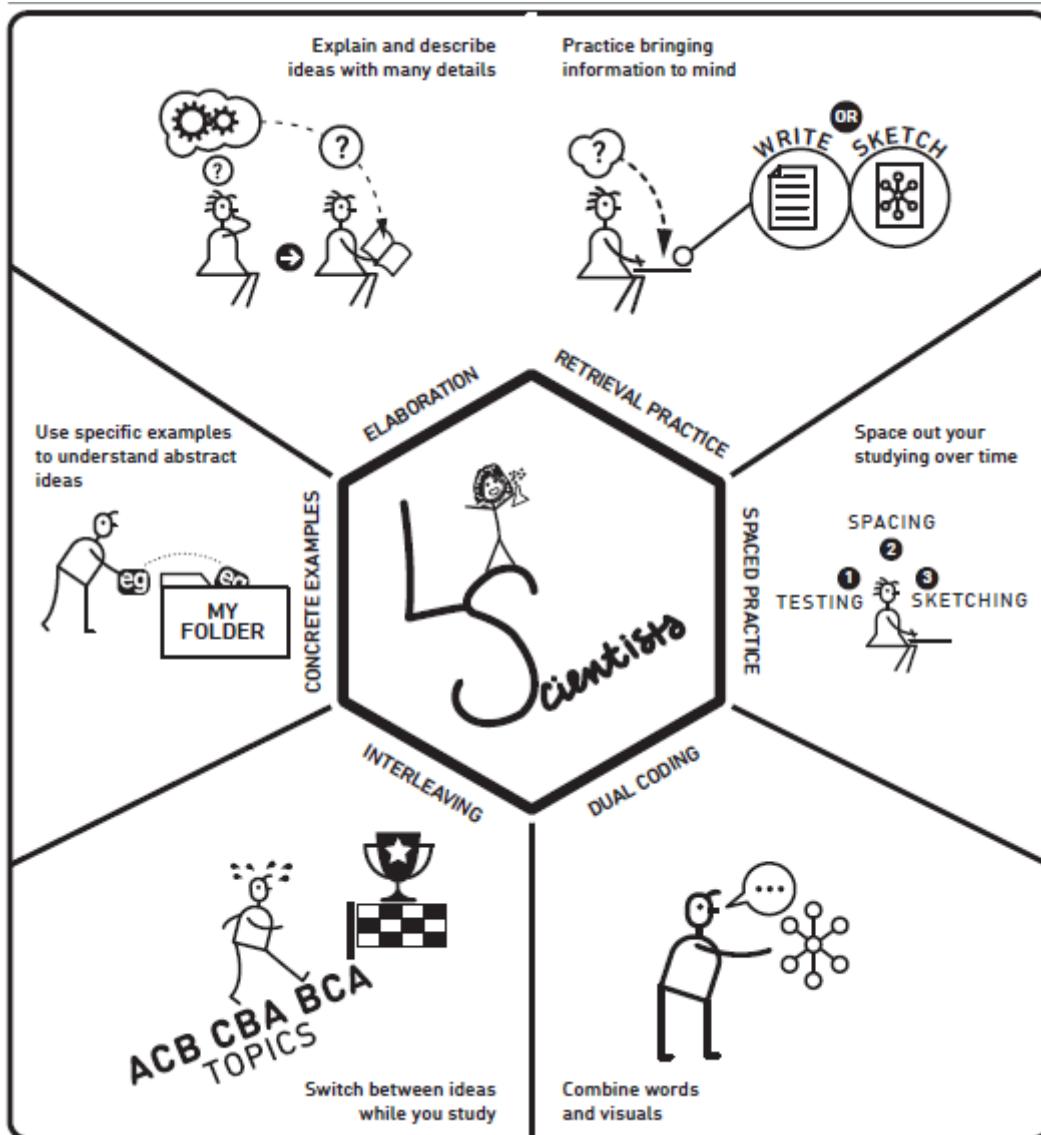 Explain and describe
ideas with many details
?
?
Practice bringing
information to mind
?
OR
WRITE SKETCH
ELABORATION
RETRIEVAL PRACTICE
Use specific examples
to understand abstract
ideas
eg
eg
MY
FOLDER
CONCRETE EXAMPLES
Scientists
SPACED PRACTICE
Space out your
studying over time
SPACING
2
1 3
TESTING SKETCHING
INTERLEAVING
DUAL CODING
ACB CBA BCA
TOPICS
Switch between ideas
while you study
...
Combine words
and visuals